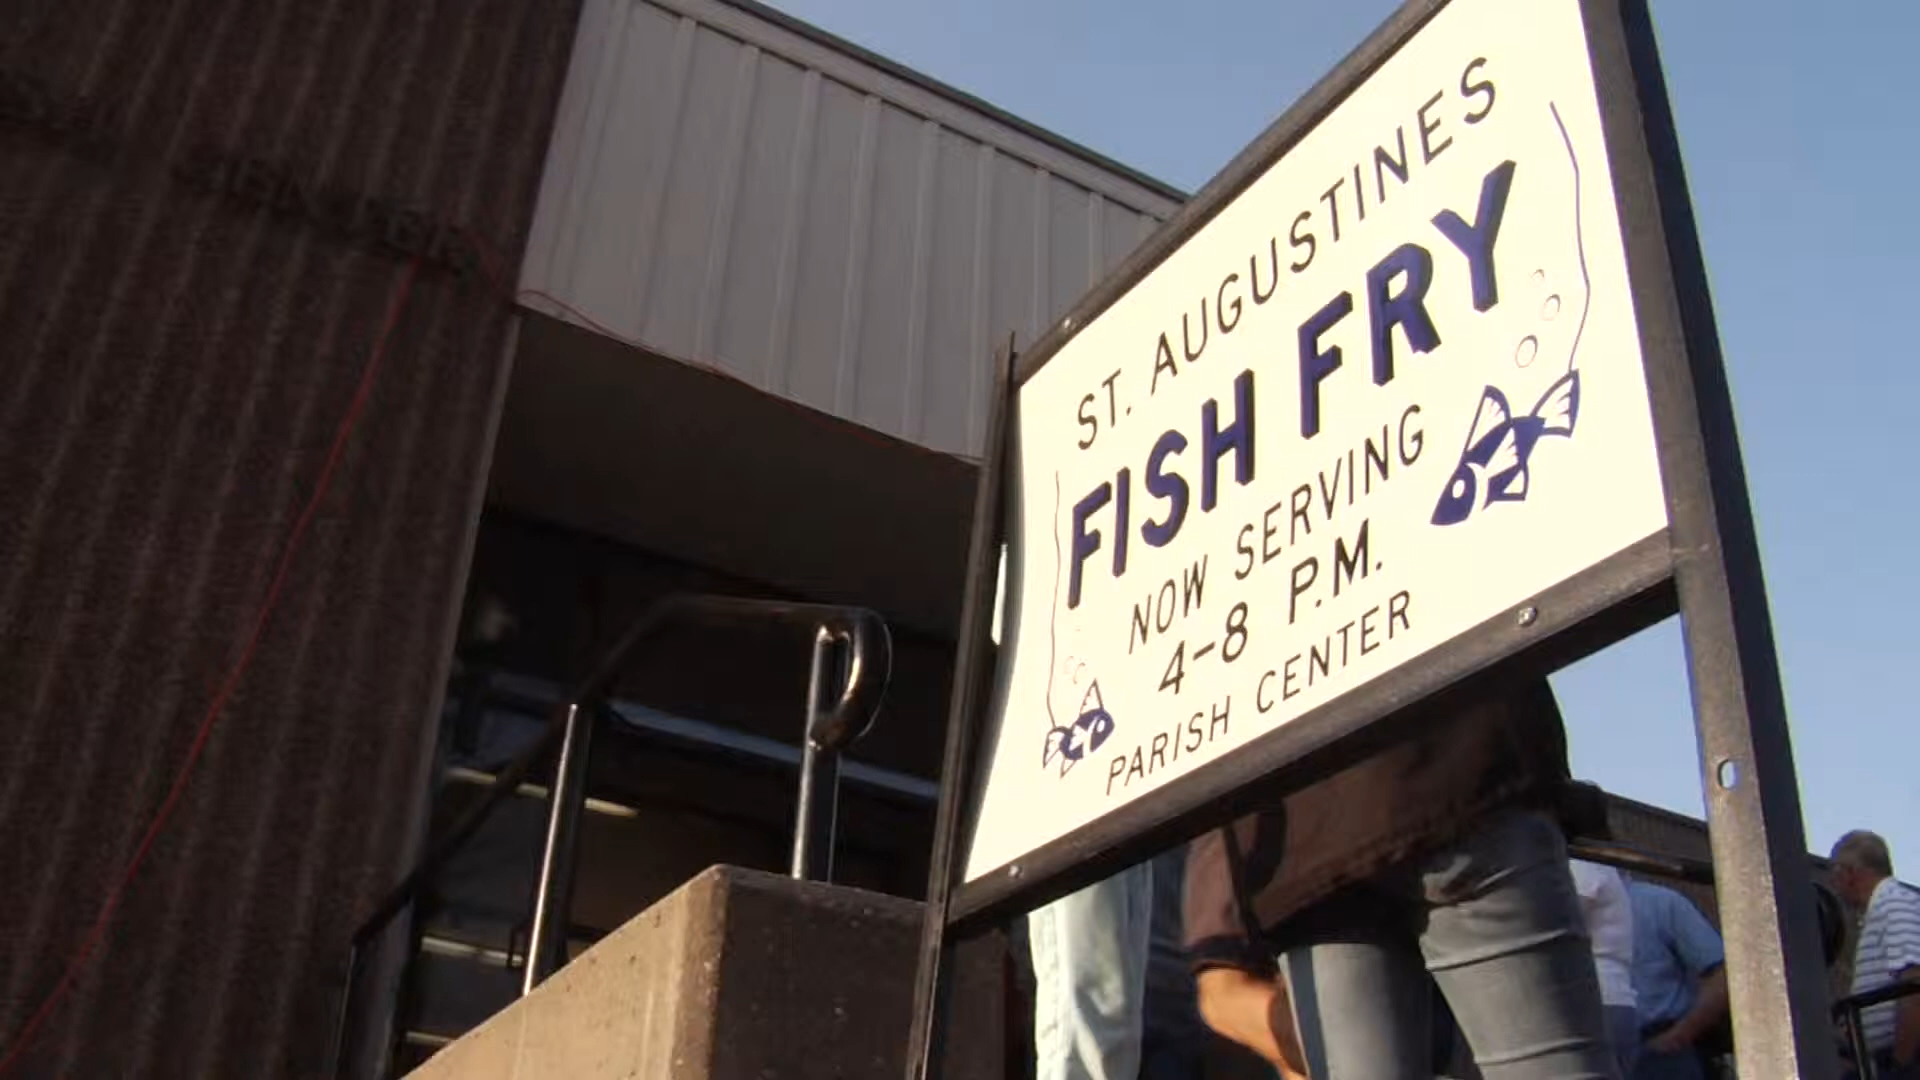 ST. AUGUSTINES
FISH FRY
NOW SERVING
4-8 P.M.
PARISH CENTER